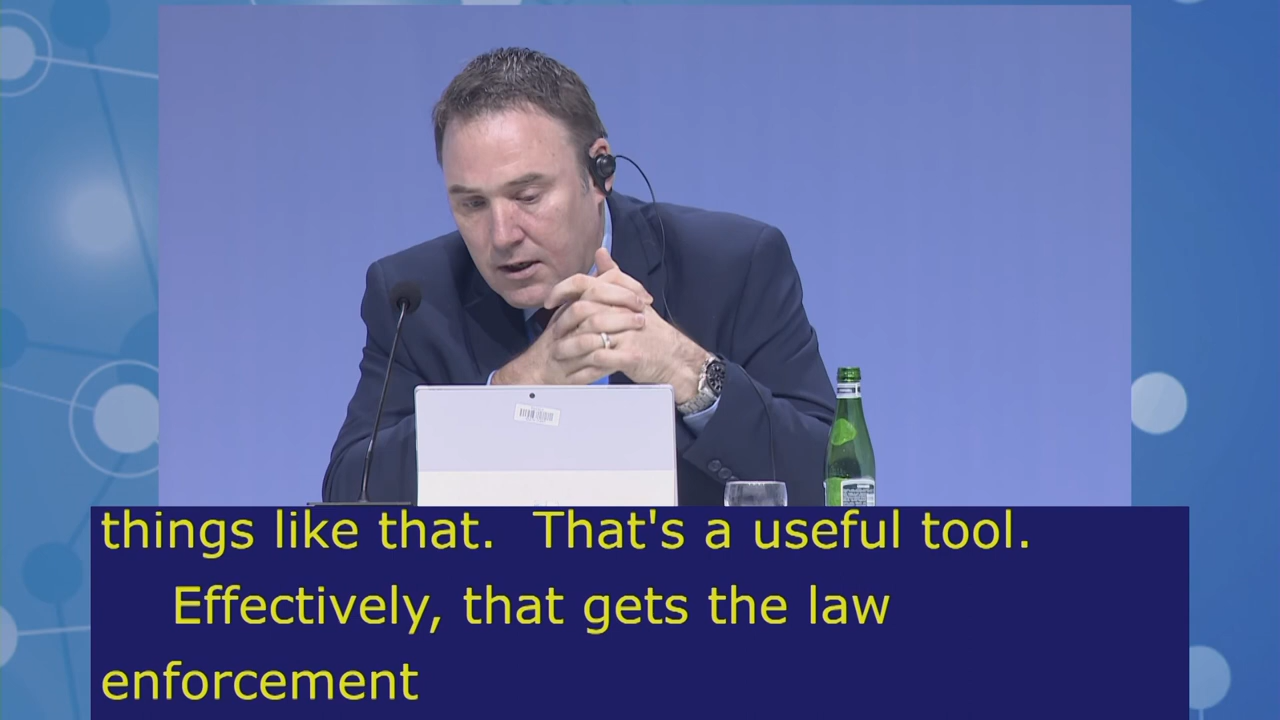 things like that.  That's a useful tool.
Effectively, that gets the law
enforcement